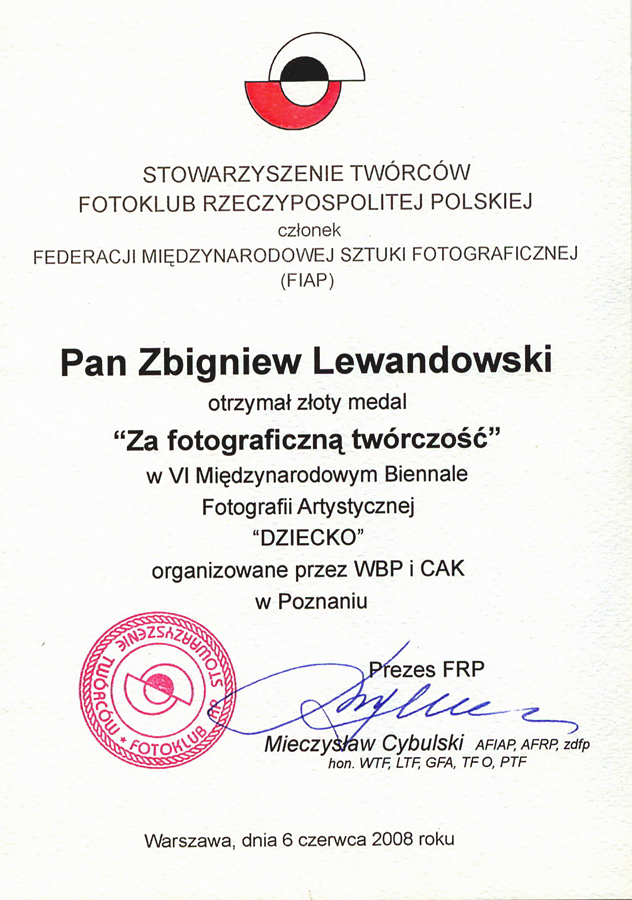 STOWARZYSZENIE TWÓRCÓW
FOTOKLUB RZECZYPOSPOLITEJ POLSKIEJ
członek
FEDERACJI MIĘDZYNARODOWEJ SZTUKI FOTOGRAFICZNEJ
(FIAP)
Pan Zbigniew Lewandowski
otrzymał złoty medal
“Za fotograficzną twórczość”
w VI Międzynarodowym Biennale
Fotografii Artystycznej
“DZIECKO”
organizowane przez WBP i CAK
w Poznaniu
STOWARZYSZENIE TWÓRCÓW * FOTOKLUB RP
Prezes FRP
Mieczysław Cybulski AFIAP, AFRP, zdfp
hon. WTF, LTF, GFA, TF O, PTF
Warszawa, dnia 6 czerwca 2008 roku